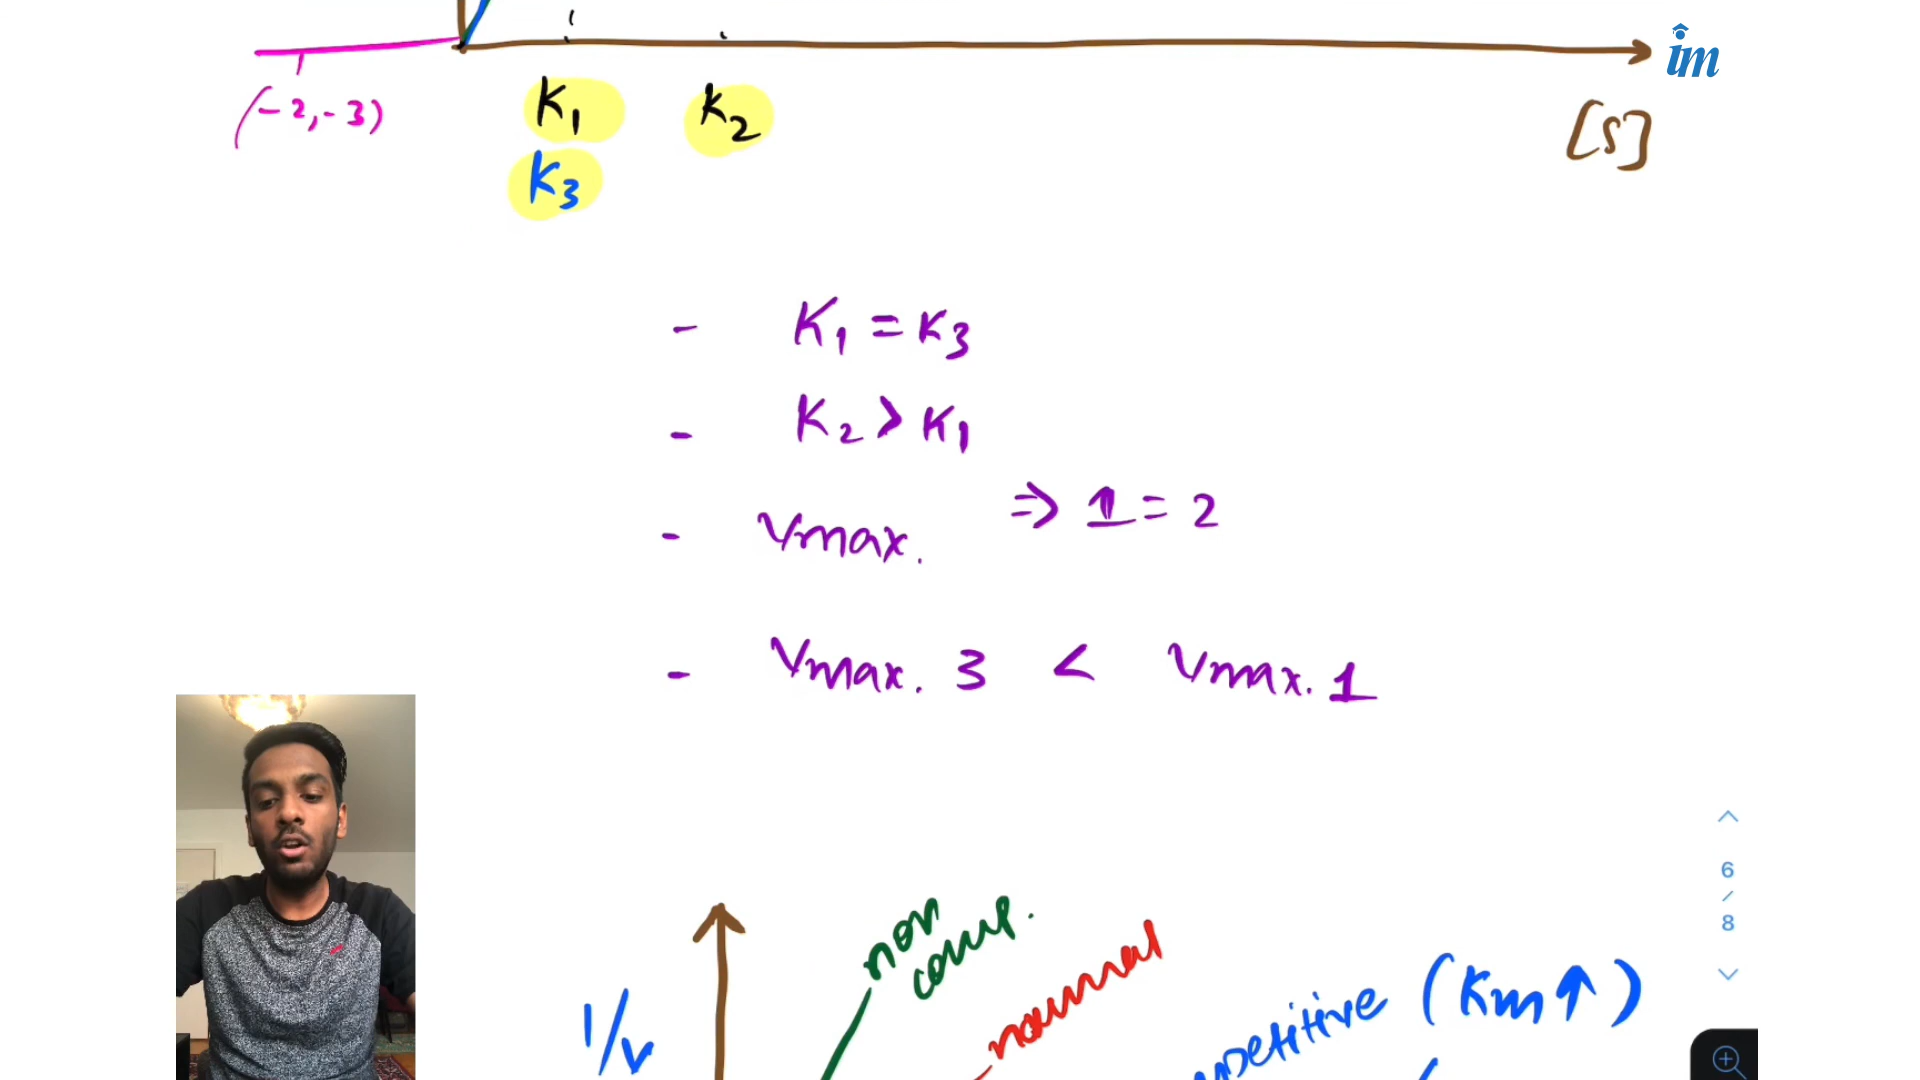 im
(-2,-3)
K1
K2
[S]
K3
- K1 = K3
- K2 > K1
- Vmax. => 1 = 2
- Vmax. 3 < Vmax. 1
non
comp.
normal
mpetitive (Km↑)
1/v
6
/
8